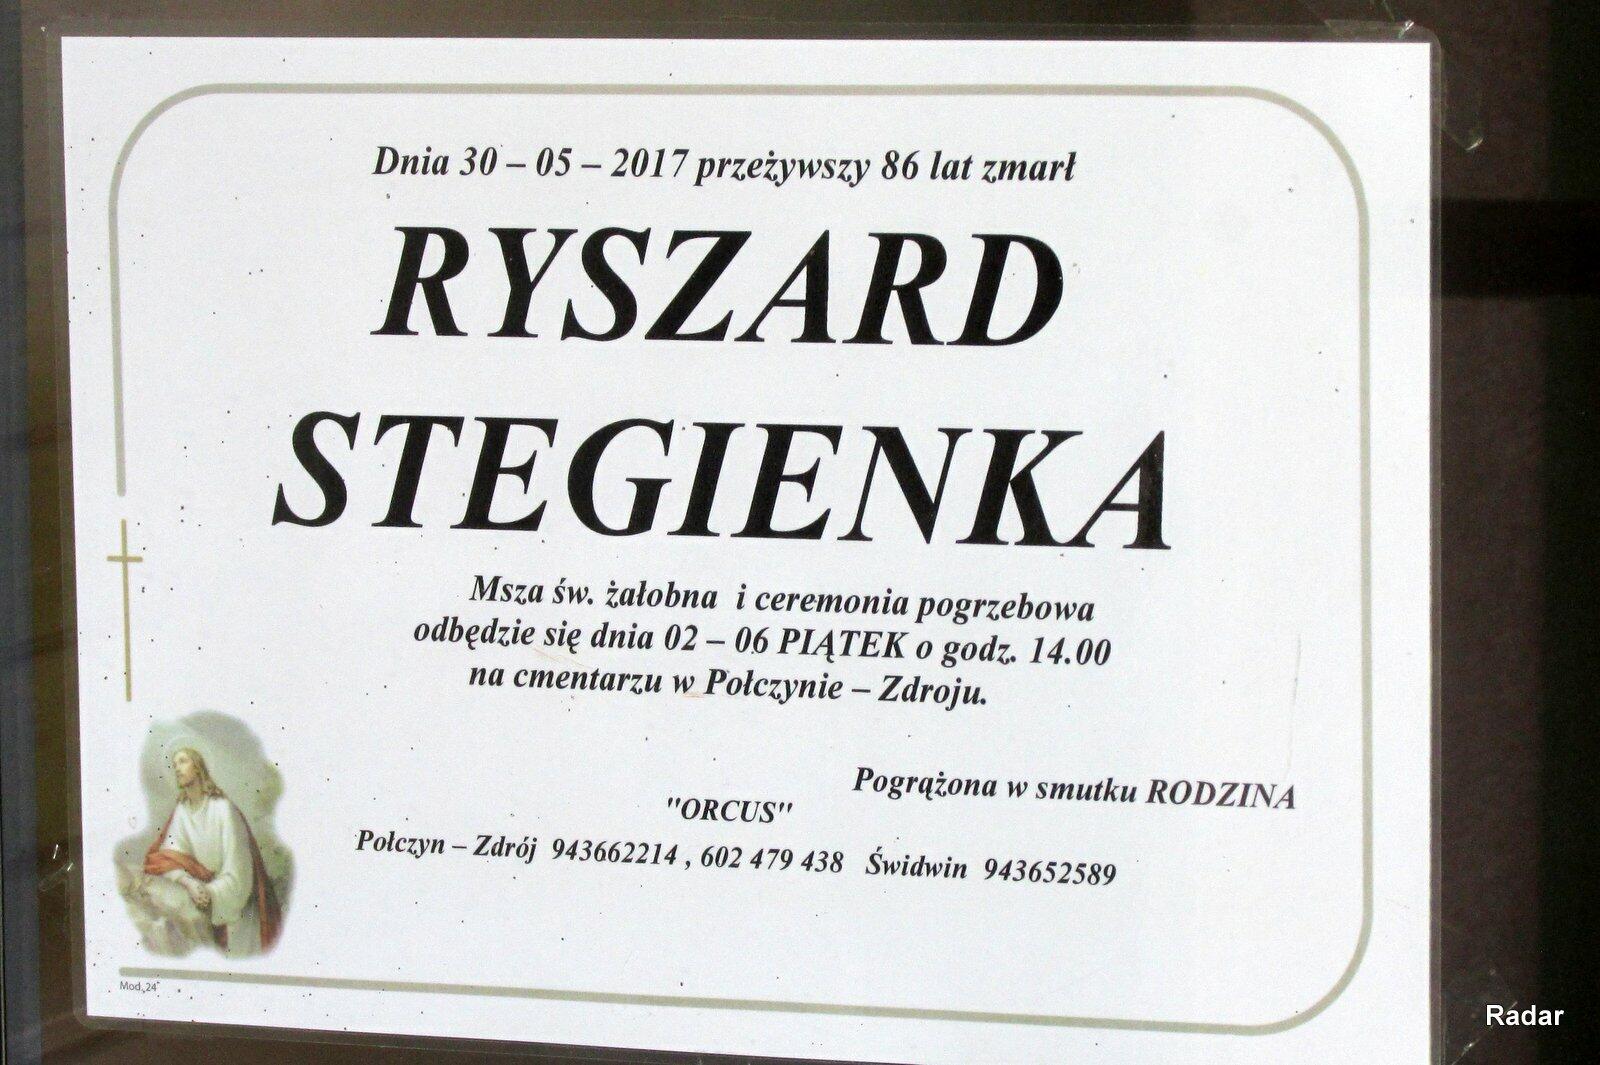 Dnia 30 – 05 – 2017 przeżywszy 86 lat zmarł
RYSZARD
STEGIENKA
Msza św. żałobna i ceremonia pogrzebowa
odbędzie się dnia 02 – 06 PIĄTEK o godz. 14.00
na cmentarzu w Połczynie – Zdroju.
Pogrążona w smutku RODZINA
"ORCUS"
Połczyn – Zdrój 943662214 , 602 479 438 Świdwin 943652589
Mod„24"
Radar